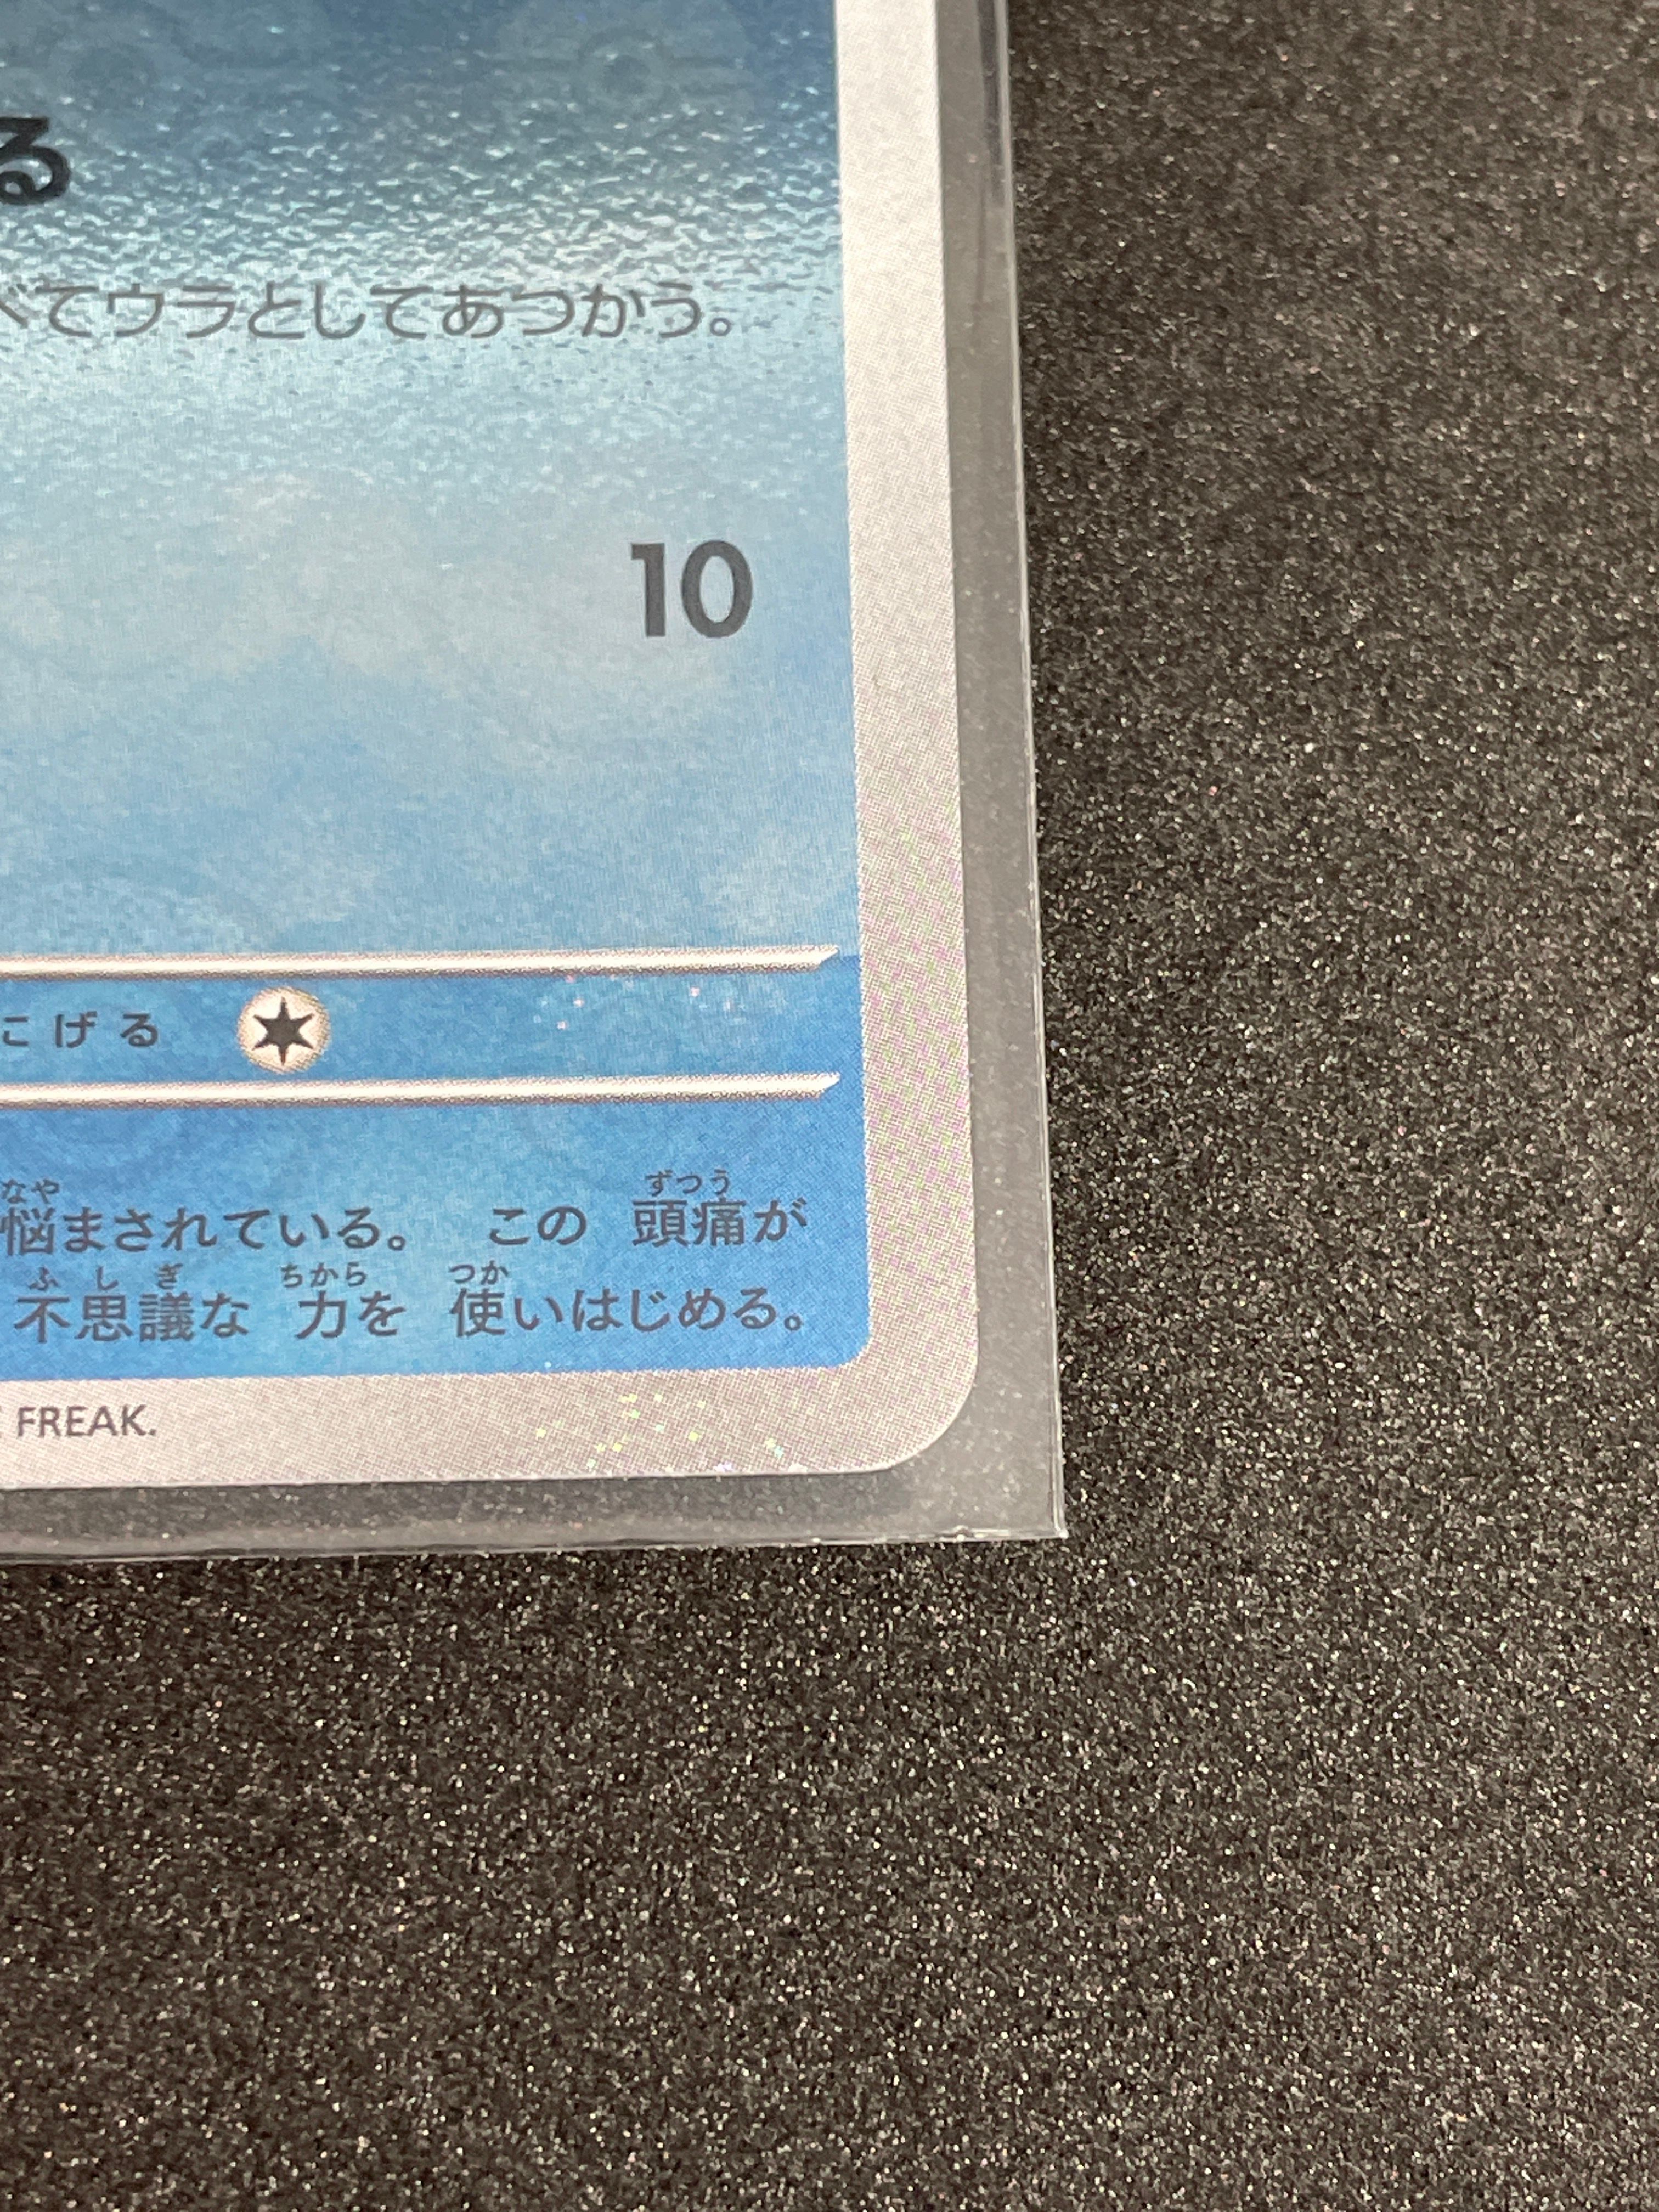 る
べてウラとしてあつかう。
10
にげる
なや ずつう
悩まされている。 この 頭痛が
ふしぎ ちから つか
不思議な 力を 使いはじめる。
FREAK.